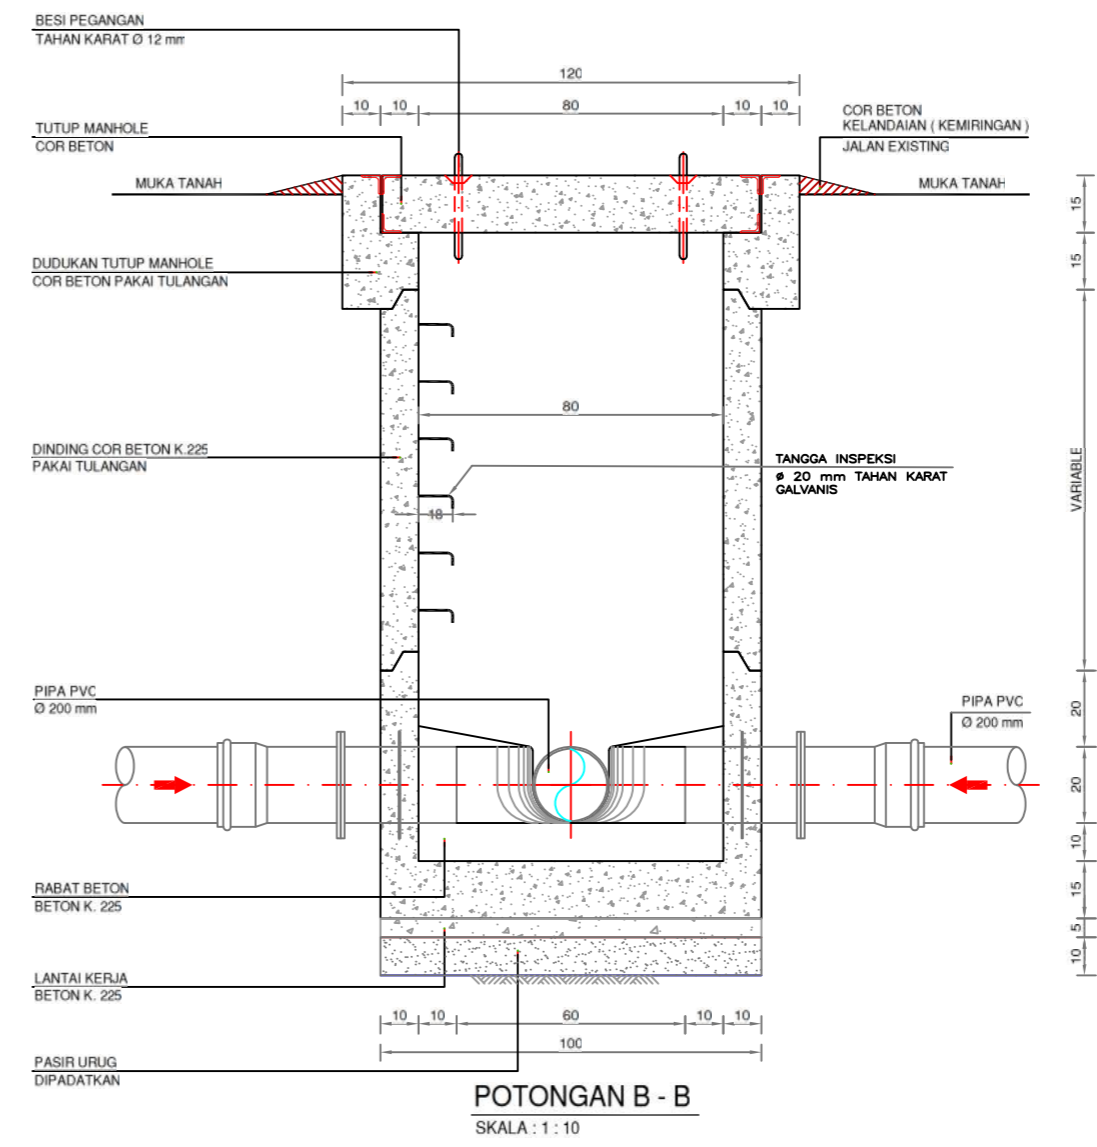 BESI PEGANGAN
TAHAN KARAT Ø 12 mm
120
10 10 80 10 10
COR BETON
KELANDAIAN ( KEMIRINGAN )
JALAN EXISTING
TUTUP MANHOLE
COR BETON
MUKA TANAH
MUKA TANAH
15
DUDUKAN TUTUP MANHOLE
COR BETON PAKAI TULANGAN
15
80
DINDING COR BETON K.225
PAKAI TULANGAN
TANGGA INSPEKSI
ø 20 mm TAHAN KARAT
GALVANIS
VARIABLE
18
PIPA PVC
Ø 200 mm
PIPA PVC
Ø 200 mm
20
20
10
RABAT BETON
BETON K. 225
15
5
LANTAI KERJA
BETON K. 225
10
10 10 60 10 10
100
PASIR URUG
DIPADATKAN
POTONGAN B - B
SKALA : 1 : 10